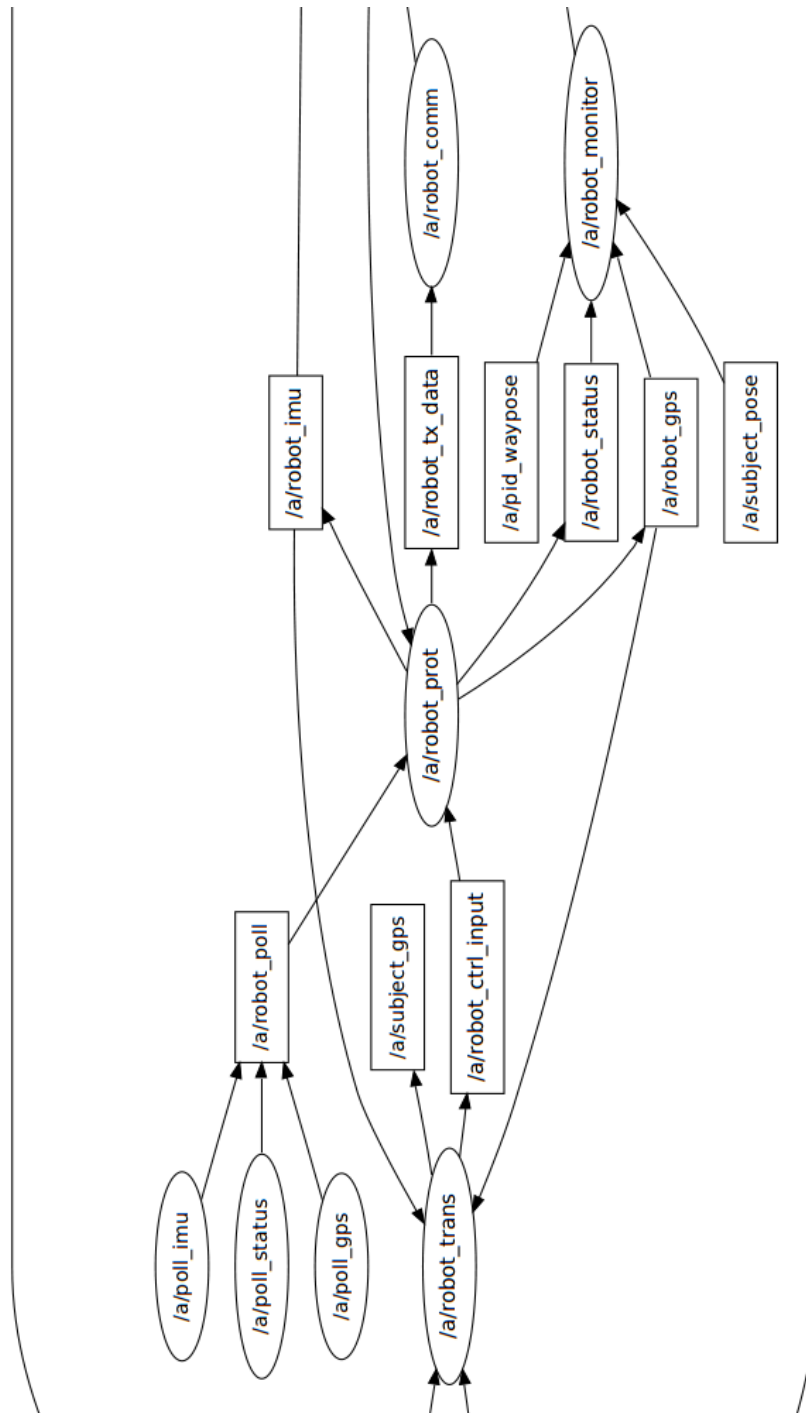 /a/robot_comm
/a/robot_monitor
/a/robot_imu
/a/robot_tx_data
/a/pid_waypose
/a/robot_status
/a/robot_gps
/a/subject_pose
/a/robot_prot
/a/robot_poll
/a/subject_gps
/a/robot_ctrl_input
/a/poll_imu
/a/poll_status
/a/poll_gps
/a/robot_trans